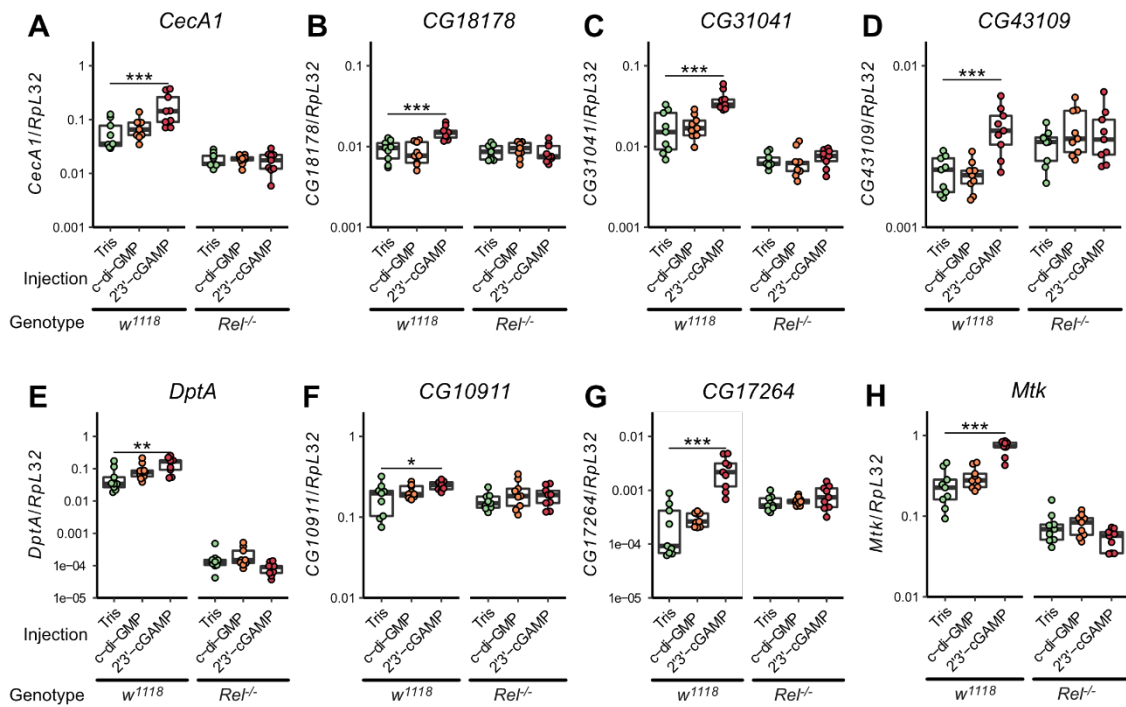 A CecA1
CecA1/RpL32
1
0.1
0.01
0.001
***
Tris
c-di-GMP
2'3'-cGAMP
Tris
c-di-GMP
2'3'-cGAMP
w1118
Rel-/-
B CG18178
CG18178/RpL32
0.1
0.01
0.001
***
Tris
c-di-GMP
2'3'-cGAMP
Tris
c-di-GMP
2'3'-cGAMP
w1118
Rel-/-
C CG31041
CG31041/RpL32
0.1
0.01
0.001
***
Tris
c-di-GMP
2'3'-cGAMP
Tris
c-di-GMP
2'3'-cGAMP
w1118
Rel-/-
D CG43109
CG43109/RpL32
0.01
0.001
***
Tris
c-di-GMP
2'3'-cGAMP
Tris
c-di-GMP
2'3'-cGAMP
w1118
Rel-/-
Injection
Genotype
E DptA
DptA/RpL32
1
0.1
0.01
0.001
1e-04
1e-05
**
Tris
c-di-GMP
2'3'-cGAMP
Tris
c-di-GMP
2'3'-cGAMP
w1118
Rel-/-
F CG10911
CG10911/RpL32
1
0.1
0.01
*
Tris
c-di-GMP
2'3'-cGAMP
Tris
c-di-GMP
2'3'-cGAMP
w1118
Rel-/-
G CG17264
CG17264/RpL32
0.01
0.001
1e-04
1e-05
***
Tris
c-di-GMP
2'3'-cGAMP
Tris
c-di-GMP
2'3'-cGAMP
w1118
Rel-/-
H Mtk
Mtk/RpL32
1
0.1
0.01
***
Tris
c-di-GMP
2'3'-cGAMP
Tris
c-di-GMP
2'3'-cGAMP
w1118
Rel-/-
Injection
Genotype